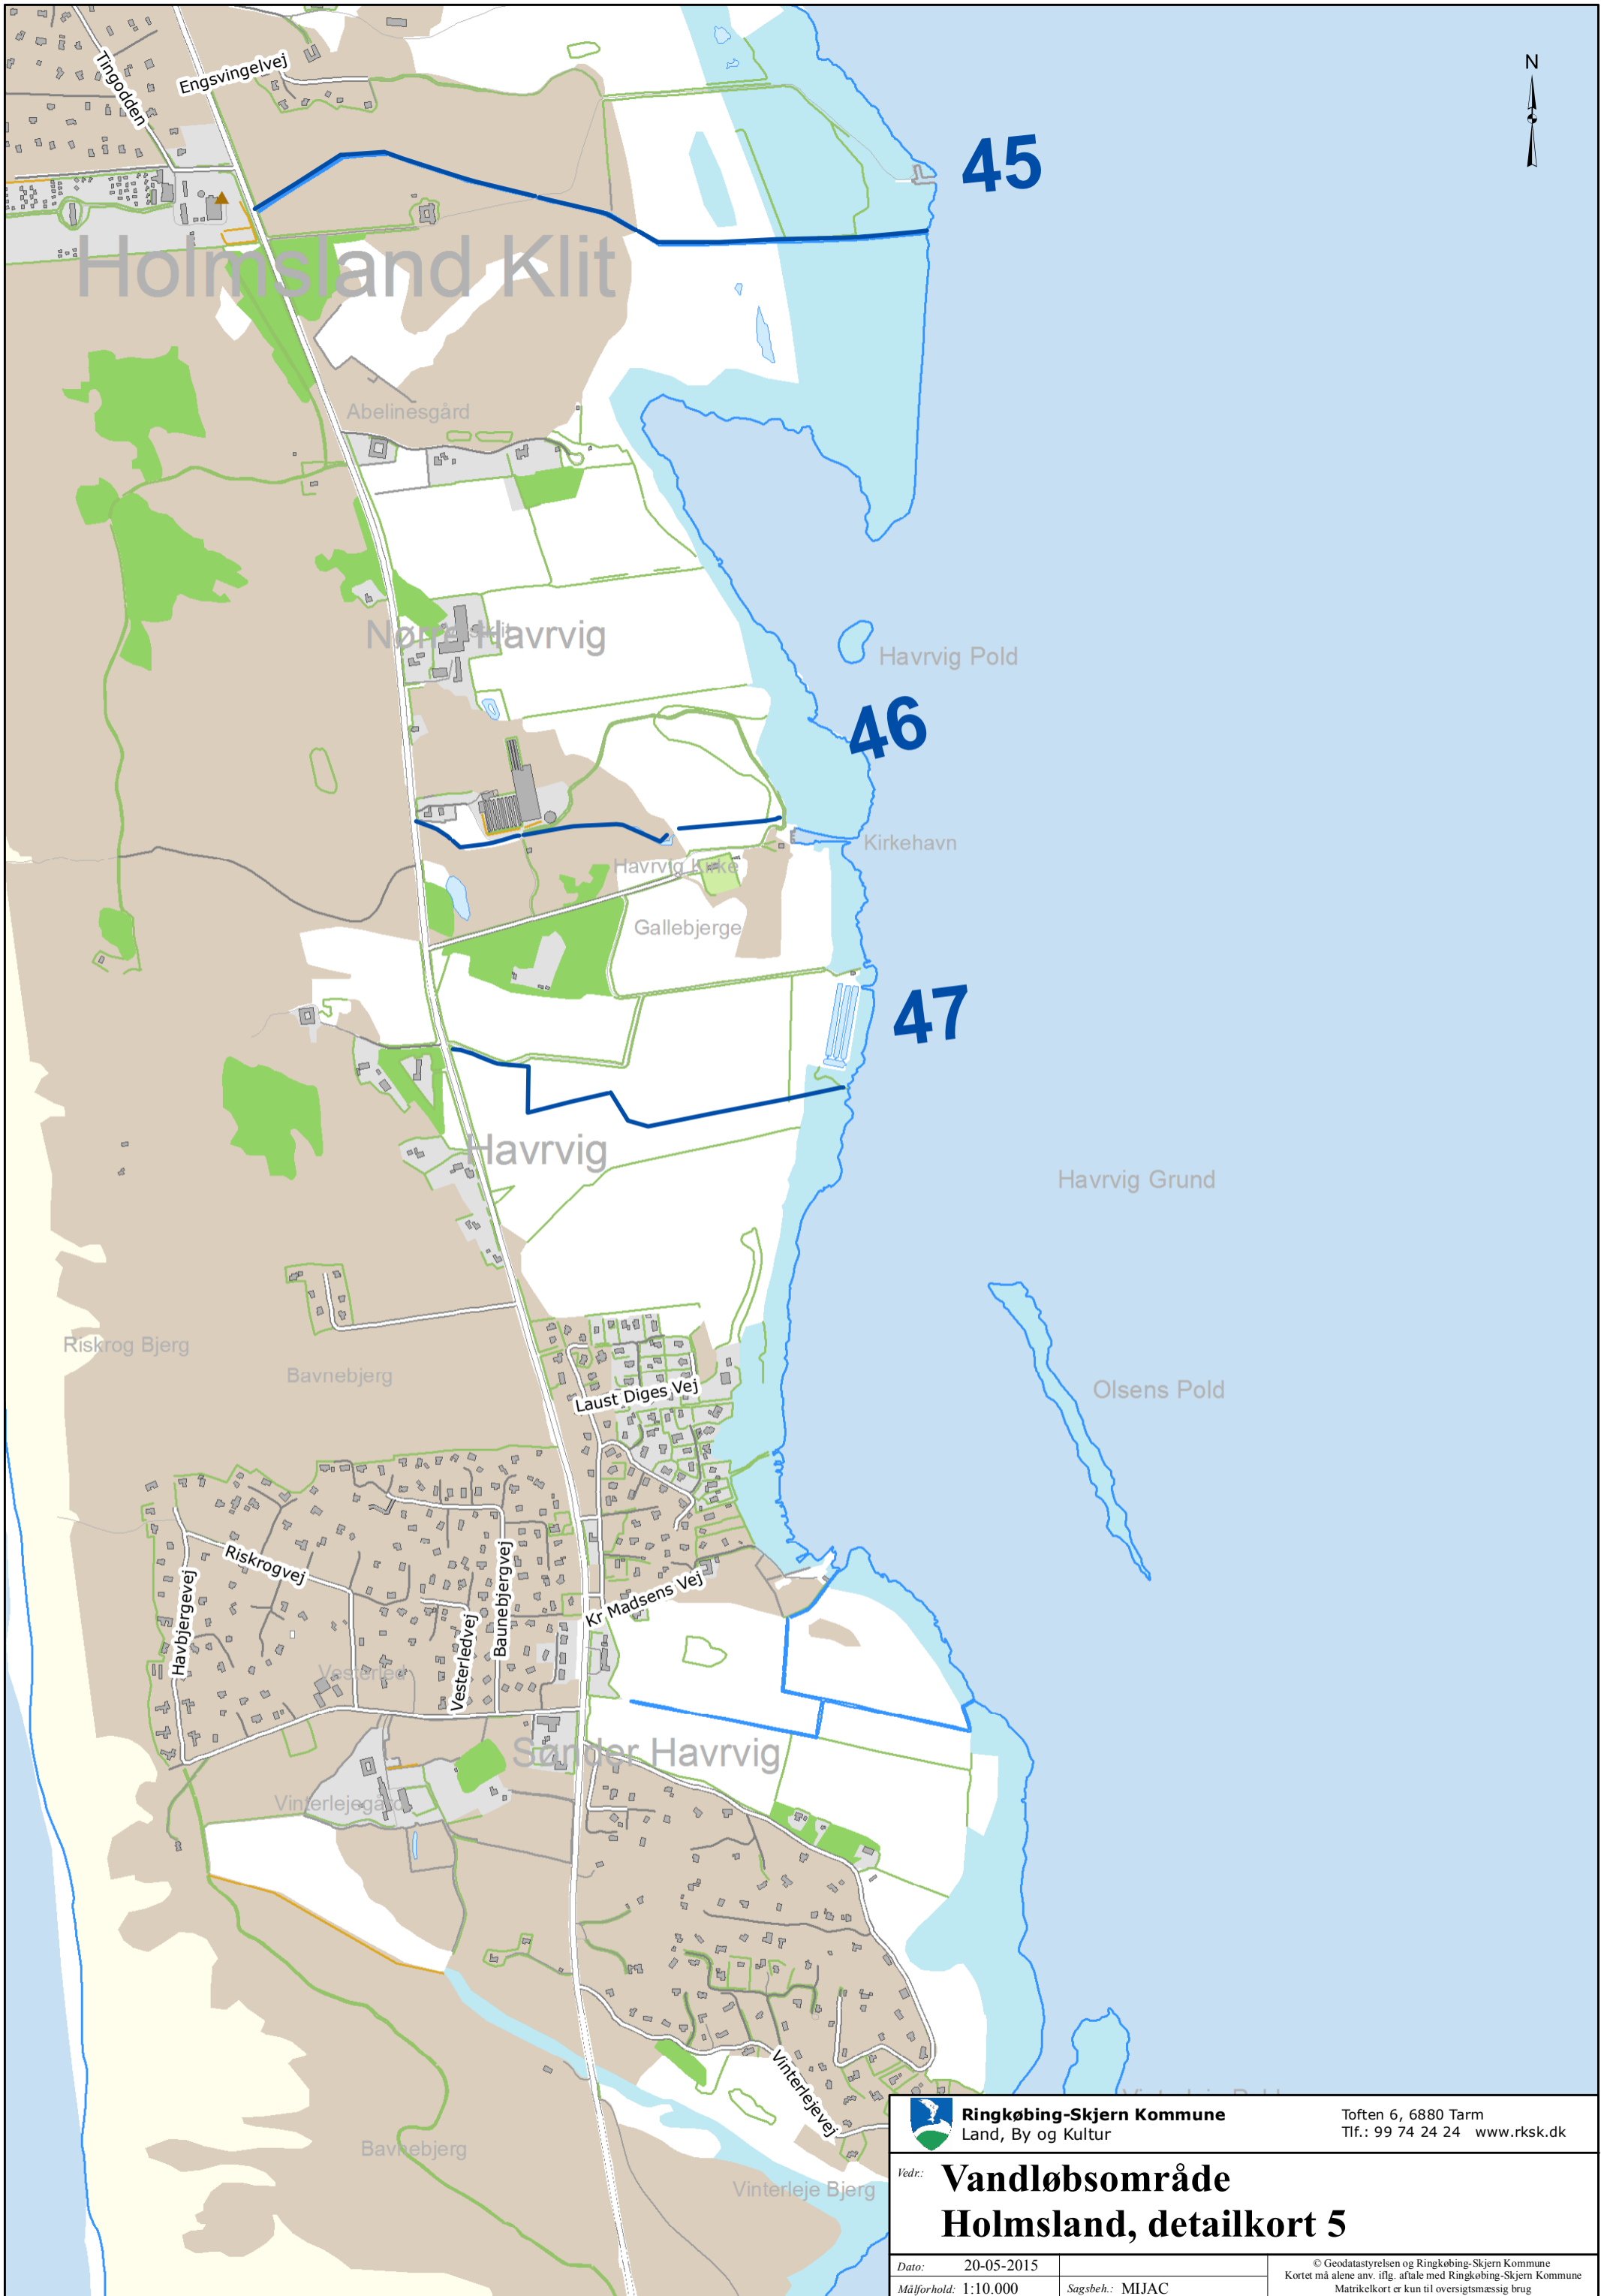 Tingodden
Engsvingelvej
N
45
Holmsland Klit
Abelinesgård
Nørre Havrvig
Havrvig Pold
46
Kirkehavn
Havrvig Kirke
Gallebjerge
47
Havrvig
Havrvig Grund
Riskrog Bjerg
Bavnebjerg
Laust Diges Vej
Olsens Pold
Riskrogvej
Havbjergevej
Baunebjergvej
Vesterledvej
Kr Madsens Vej
Vesterled
Sønder Havrvig
Vinterlejegård
Vinterlejevej
Bavnebjerg
Vinterleje Bjerg
Ringkøbing-Skjern Kommune
Land, By og Kultur
Toften 6, 6880 Tarm
Tlf.: 99 74 24 24 www.rksk.dk
Vedr.: Vandløbsområde
Holmsland, detailkort 5
Dato: 20-05-2015
Målforhold: 1:10.000
Sagsbeh.: MIJAC
© Geodatastyrelsen og Ringkøbing-Skjern Kommune
Kortet må alene anv. iflg. aftale med Ringkøbing-Skjern Kommune
Matrikelkort er kun til oversigtsmæssig brug